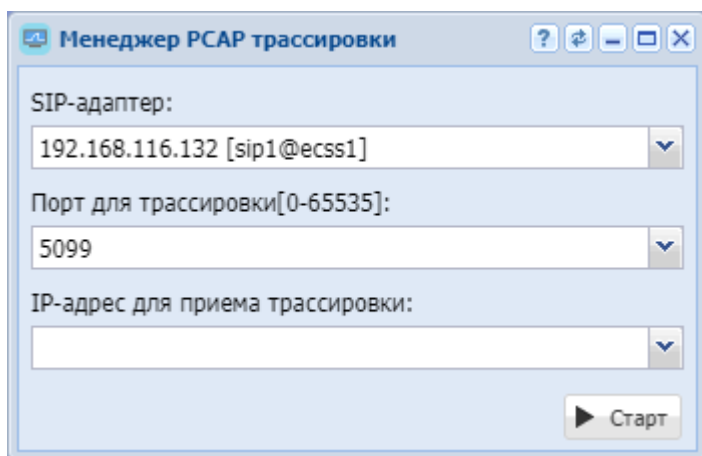 Менеджер PCAP трассировки
SIP-адаптер:
192.168.116.132 [sip1@ecss1]
Порт для трассировки[0-65535]:
5099
IP-адрес для приема трассировки:
Старт